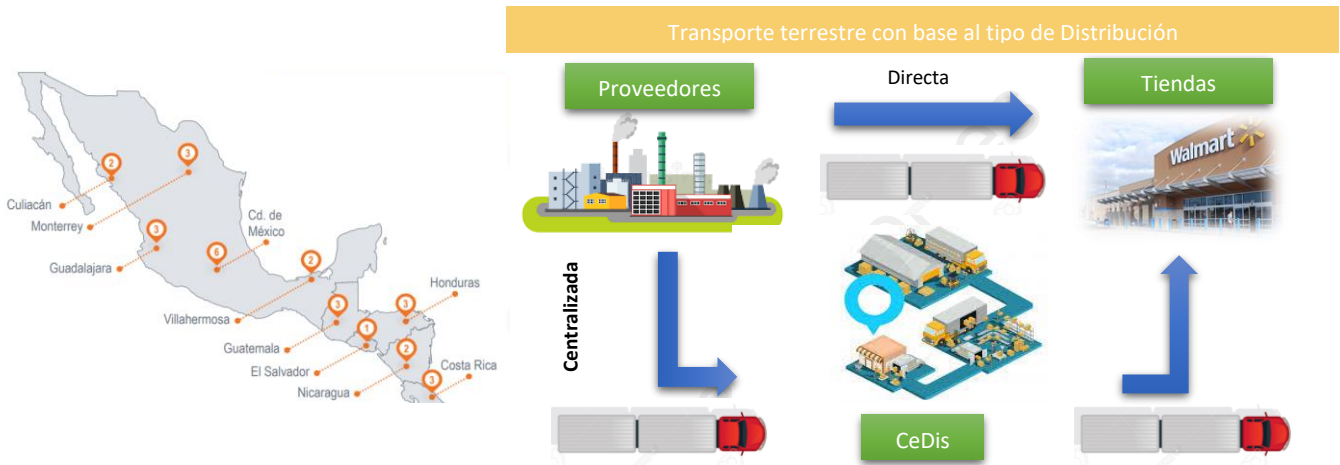 Transporte terrestre con base al tipo de Distribución
Proveedores
Directa
Tiendas
Walmart
Centralizada
CeDis
2
3
Culiacán
Monterrey
Cd. de
México
3
6
2
Guadalajara
Honduras
Villahermosa
3
3
Guatemala
1
2
El Salvador
Costa Rica
3
Nicaragua